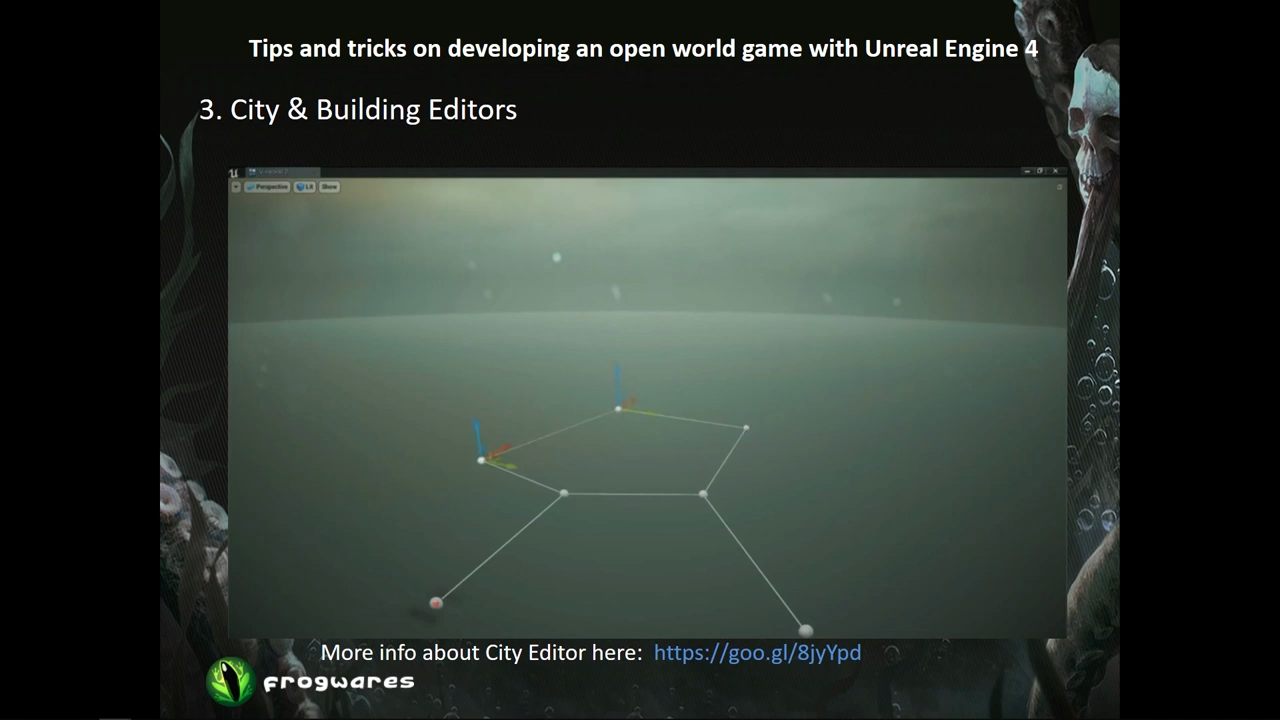 Tips and tricks on developing an open world game with Unreal Engine 4
3. City & Building Editors
Perspective Lit Show
More info about City Editor here: https://goo.gl/8jyYpd
frogwares